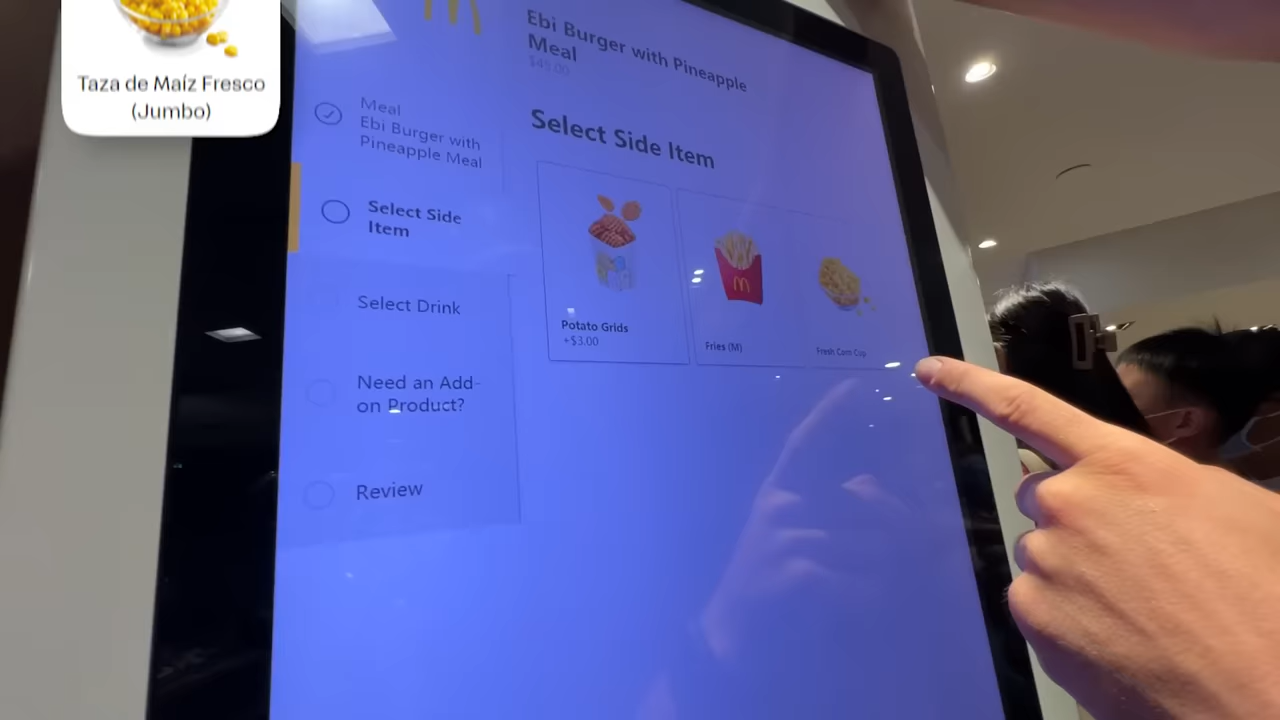 Taza de Maíz Fresco
(Jumbo)
Ebi Burger with Pineapple
Meal
Meal
Ebi Burger with
Pineapple Meal
Select Side Item
Select Side
Item
Potato Grids
+$3.00
Fries (M)
Fresh Corn Cup
Select Drink
Need an Add-
on Product?
Review